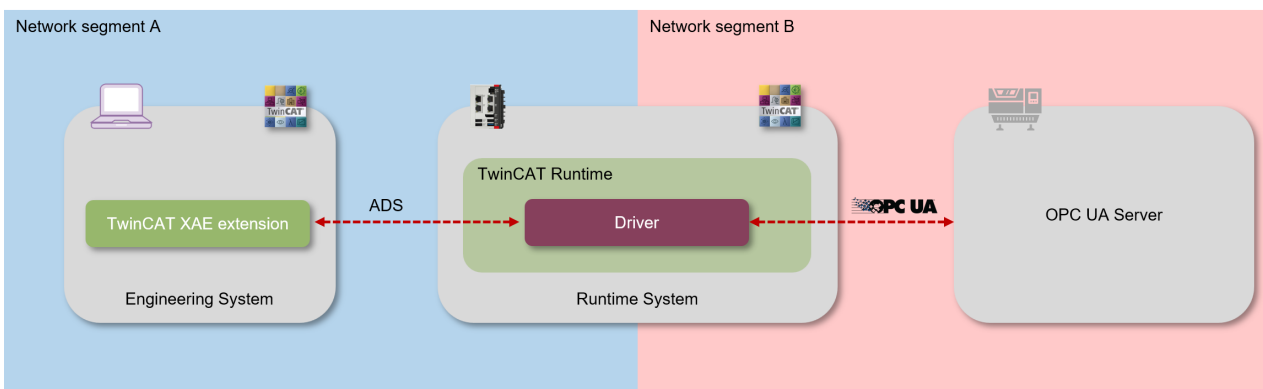 Network segment A
Network segment B
TwinCAT
TwinCAT
TwinCAT Runtime
TwinCAT XAE extension
ADS
Driver
OPC UA
OPC UA Server
Engineering System
Runtime System